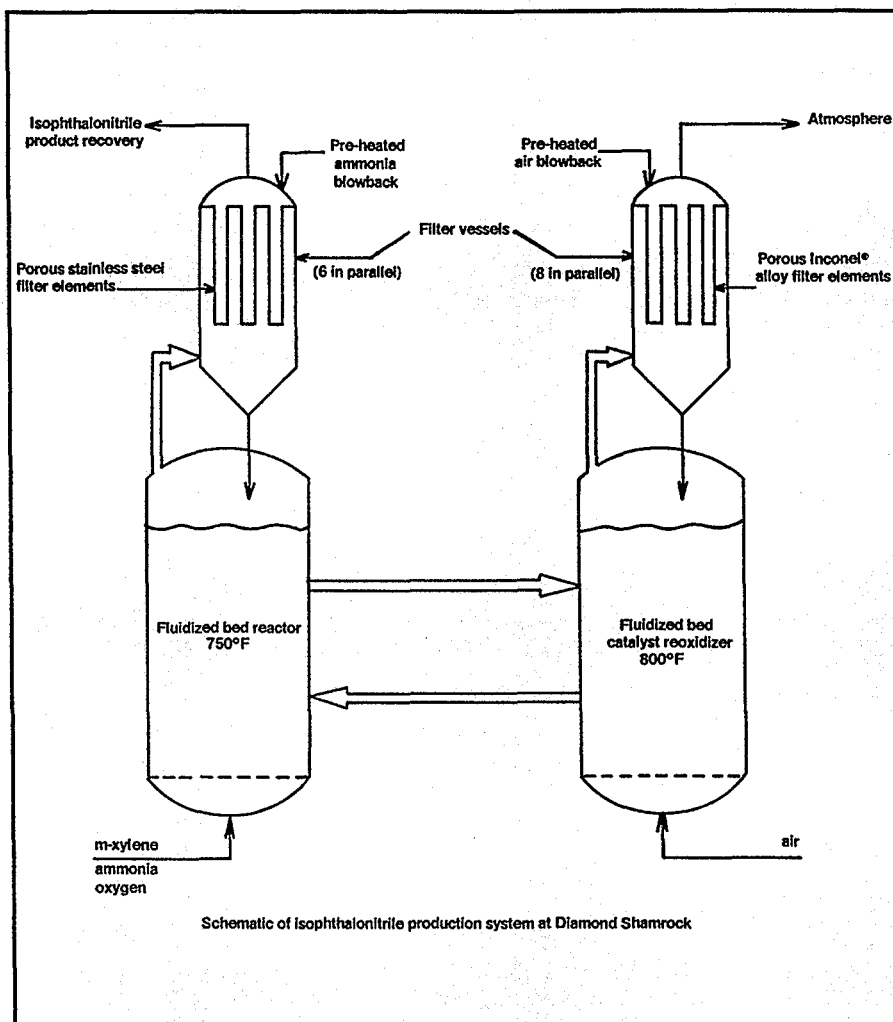 Isophthalonitrile
product recovery
Pre-heated
ammonia
blowback
Pre-heated
air blowback
Atmosphere
Filter vessels
(6 in parallel)
(8 in parallel)
Porous stainless steel
filter elements
Porous Inconel®
alloy filter elements
Fluidized bed reactor
750°F
Fluidized bed
catalyst reoxidizer
800°F
m-xylene
ammonia
oxygen
air
Schematic of isophthalonitrile production system at Diamond Shamrock